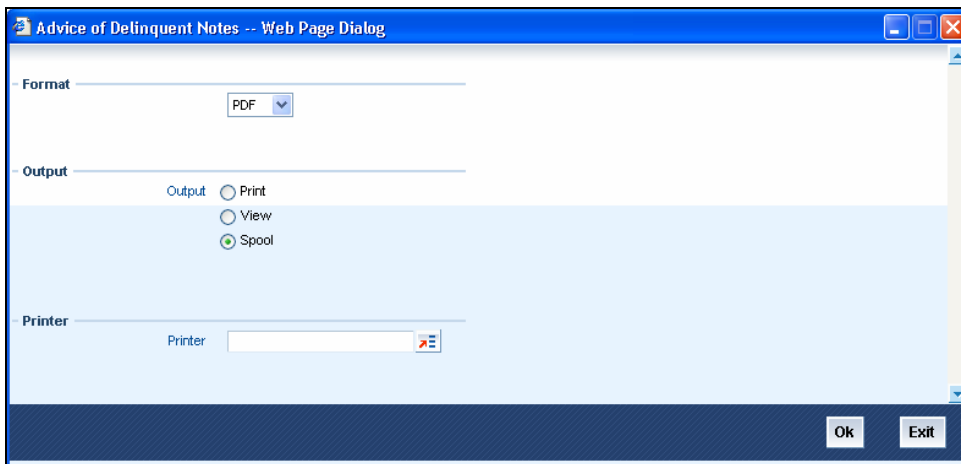 Advice of Delinquent Notes -- Web Page Dialog
Format
PDF
Output
Output Print
View
Spool
Printer
Printer
Ok Exit